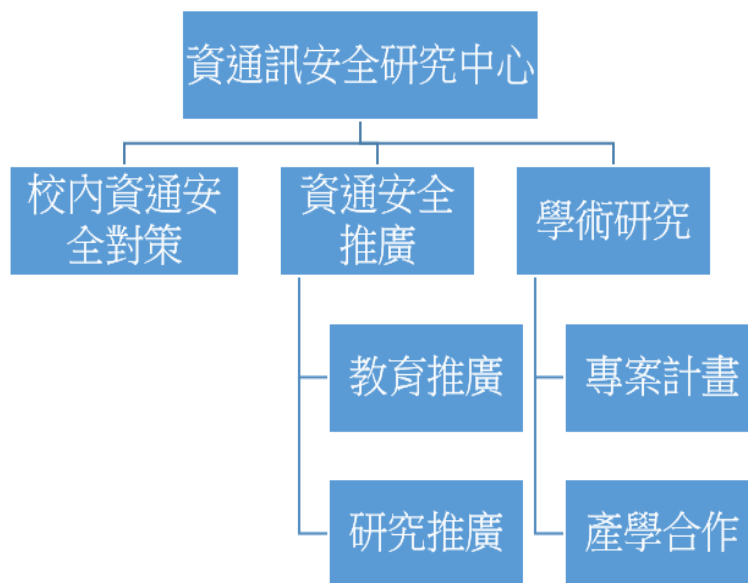 資通訊安全研究中心
校內資通安
全對策
資通安全
推廣
學術研究
教育推廣
專案計畫
研究推廣
產學合作